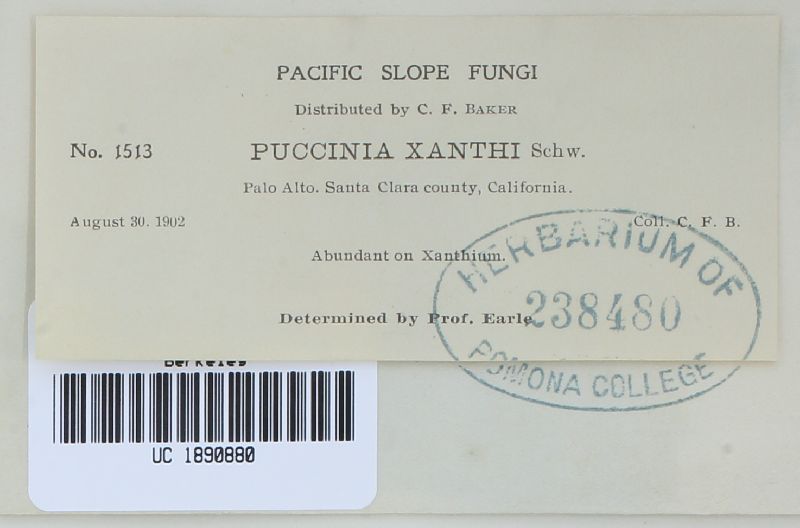 PACIFIC SLOPE FUNGI
Distributed by C. F. BAKER
No. 1513 PUCCINIA XANTHI Schw.
Palo Alto. Santa Clara county, California.
August 30. 1902 Coll. C. F. B.
Abundant on Xanthium.
Determined by Prof. Earle
HERBARIUM OF
238480
POMONA COLLEGE
Berkeley
UC 1890880